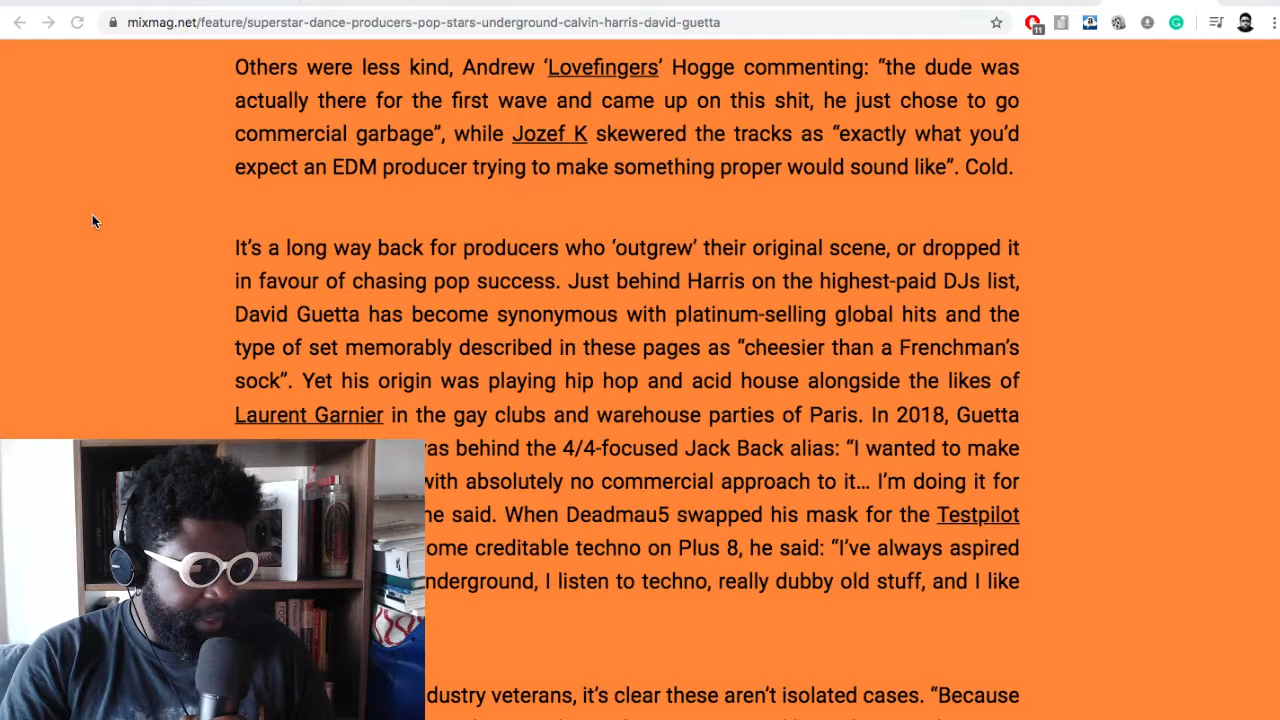 mixmag.net/feature/superstar-dance-producers-pop-stars-underground-calvin-harris-david-guetta
11
Others were less kind, Andrew ‘Lovefingers’ Hogge commenting: “the dude was
actually there for the first wave and came up on this shit, he just chose to go
commercial garbage”, while Jozef K skewered the tracks as “exactly what you’d
expect an EDM producer trying to make something proper would sound like”. Cold.
It’s a long way back for producers who ‘outgrew’ their original scene, or dropped it
in favour of chasing pop success. Just behind Harris on the highest-paid DJs list,
David Guetta has become synonymous with platinum-selling global hits and the
type of set memorably described in these pages as “cheesier than a Frenchman’s
sock”. Yet his origin was playing hip hop and acid house alongside the likes of
Laurent Garnier in the gay clubs and warehouse parties of Paris. In 2018, Guetta
was behind the 4/4-focused Jack Back alias: “I wanted to make
with absolutely no commercial approach to it… I’m doing it for
he said. When Deadmau5 swapped his mask for the Testpilot
ome creditable techno on Plus 8, he said: “I’ve always aspired
nderground, I listen to techno, really dubby old stuff, and I like
dustry veterans, it’s clear these aren’t isolated cases. “Because